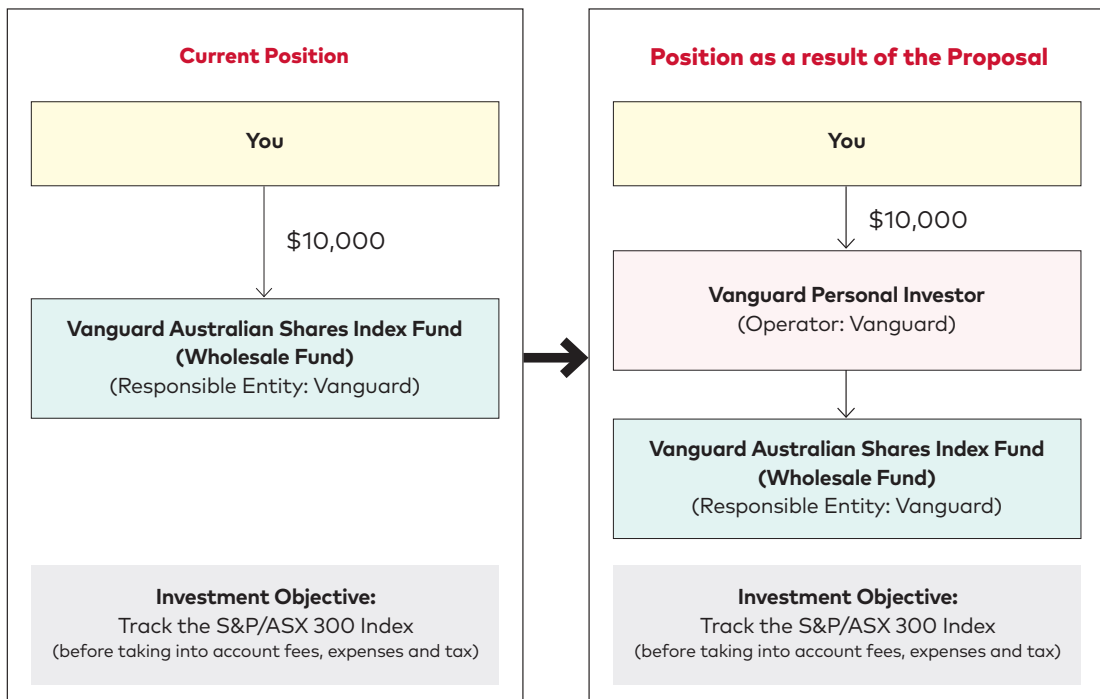 Current Position
You
$10,000
Vanguard Australian Shares Index Fund
(Wholesale Fund)
(Responsible Entity: Vanguard)
Investment Objective:
Track the S&P/ASX 300 Index
(before taking into account fees, expenses and tax)
Position as a result of the Proposal
You
$10,000
Vanguard Personal Investor
(Operator: Vanguard)
Vanguard Australian Shares Index Fund
(Wholesale Fund)
(Responsible Entity: Vanguard)
Investment Objective:
Track the S&P/ASX 300 Index
(before taking into account fees, expenses and tax)